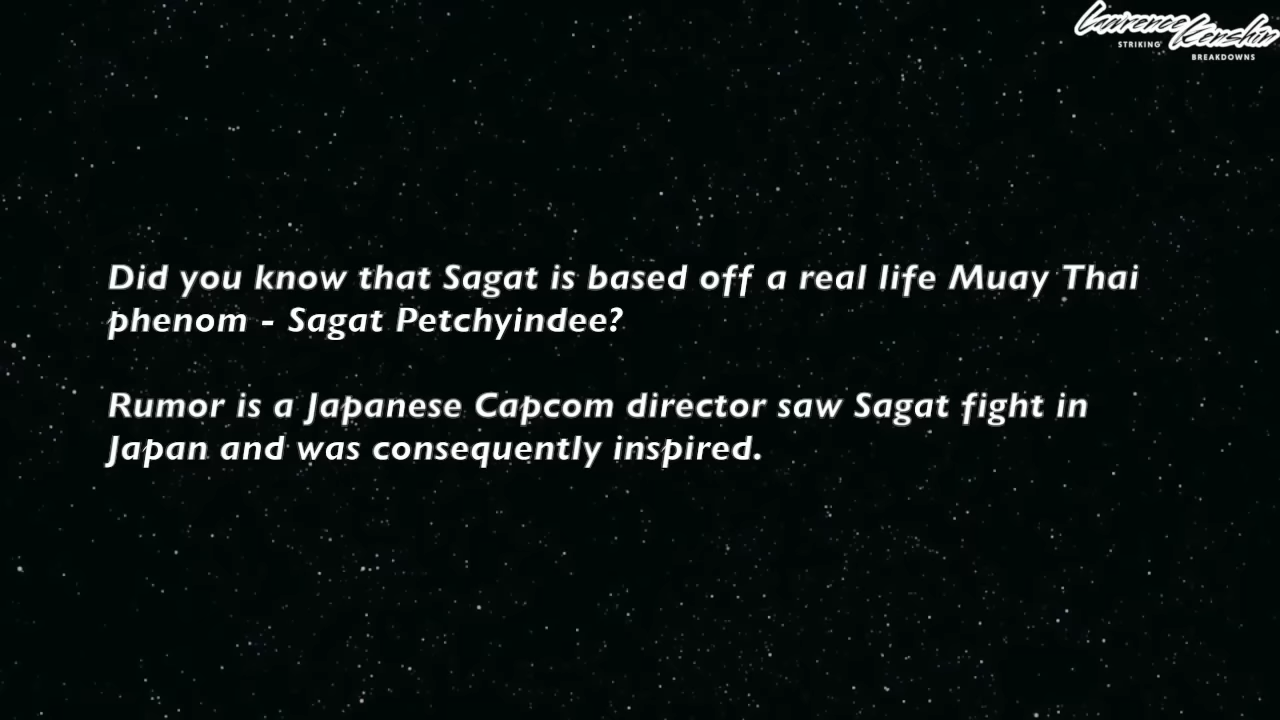 Lawrence Kenshin
STRIKING
BREAKDOWNS
Did you know that Sagat is based off a real life Muay Thai
phenom - Sagat Petchyindee?
Rumor is a Japanese Capcom director saw Sagat fight in
Japan and was consequently inspired.